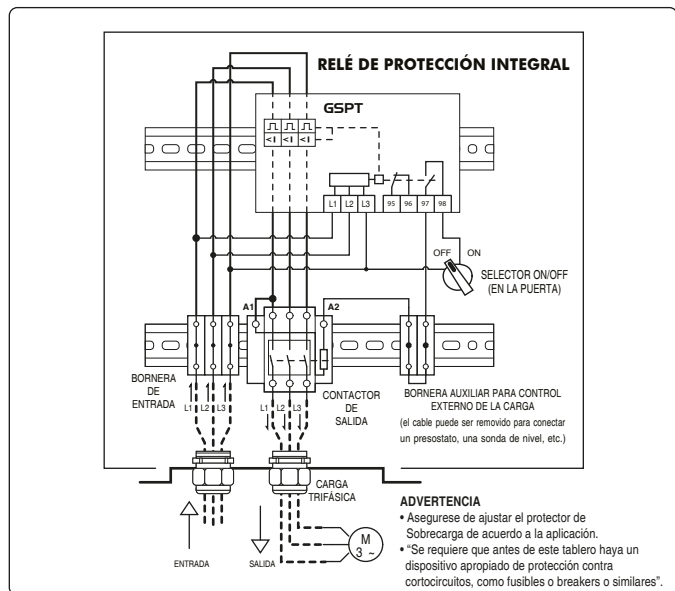 RELÉ DE PROTECCIÓN INTEGRAL
GSPT
< I < I < I
L1 L2 L3 95 96 97 98
OFF ON
SELECTOR ON/OFF
(EN LA PUERTA)
A1 A2
BORNERA
DE
ENTRADA
L1 L2 L3
L1 L2 L3
CONTACTOR
DE
SALIDA
BORNERA AUXILIAR PARA CONTROL
EXTERNO DE LA CARGA
(el cable puede ser removido para conectar
un presostato, una sonda de nivel, etc.)
CARGA
TRIFÁSICA
ENTRADA
SALIDA
M
3 ~
ADVERTENCIA
• Asegurese de ajustar el protector de
Sobrecarga de acuerdo a la aplicación.
• “Se requiere que antes de este tablero haya un
dispositivo apropiado de protección contra
cortocircuitos, como fusibles o breakers o similares”.